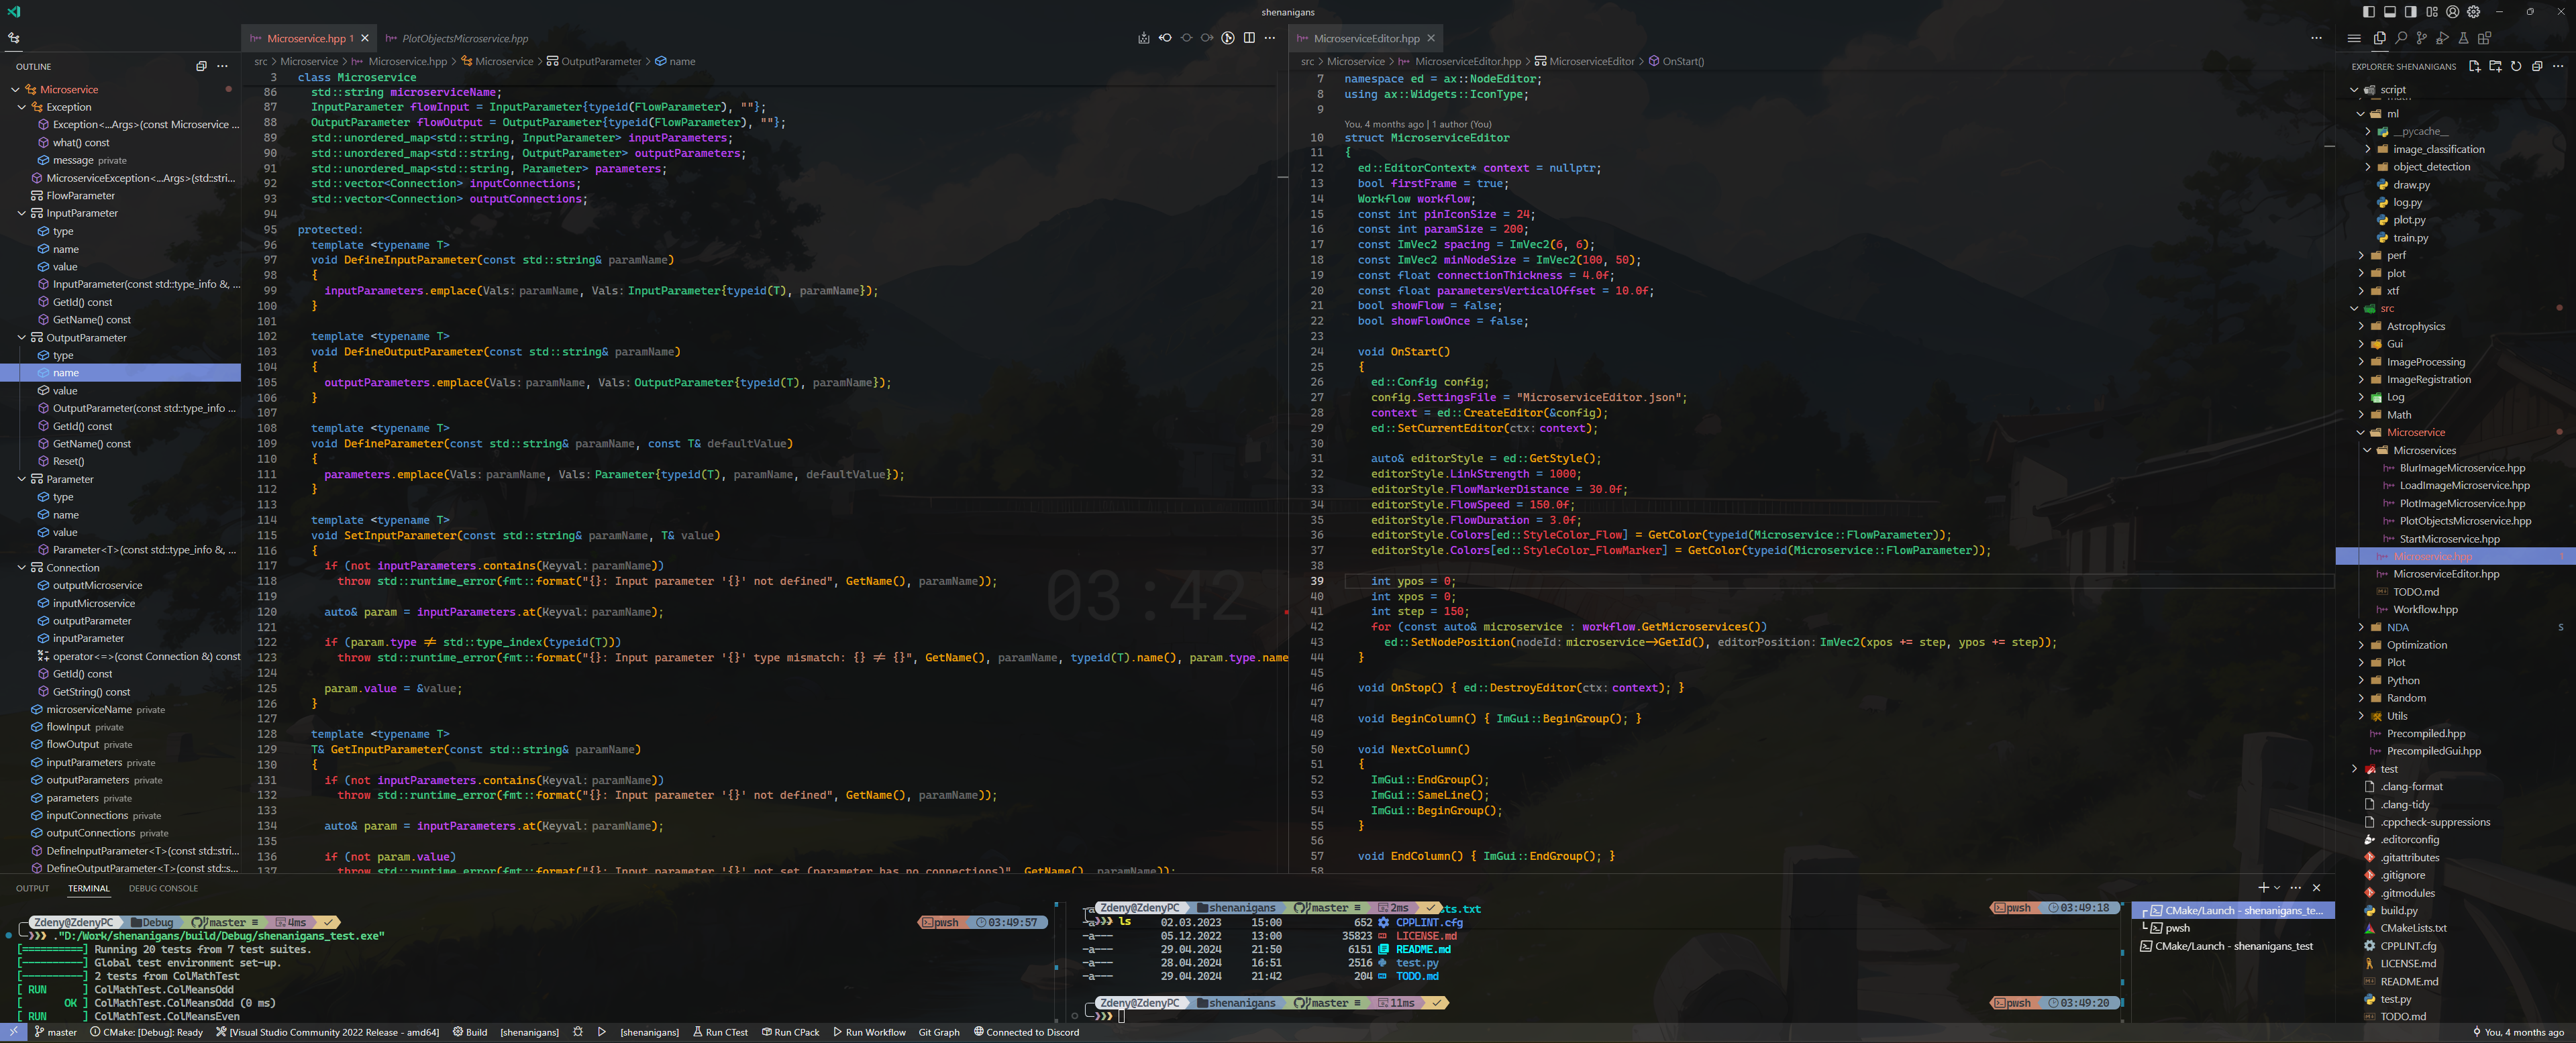 shenanigans
OUTLINE
Microservice
Exception
Exception<...Args>(const Microservice ...
what() const
message private
MicroserviceException<...Args>(std::stri...
FlowParameter
InputParameter
type
name
value
InputParameter(const std::type_info &, ...
GetId() const
GetName() const
OutputParameter
type
name
value
OutputParameter(const std::type_info ...
GetId() const
GetName() const
Reset()
Parameter
type
name
value
Parameter<T>(const std::type_info &, ...
Connection
outputMicroservice
inputMicroservice
outputParameter
inputParameter
operator<=>(const Connection &) const
GetId() const
GetString() const
microserviceName private
flowInput private
flowOutput private
inputParameters private
outputParameters private
parameters private
inputConnections private
outputConnections private
DefineInputParameter<T>(const std::stri...
DefineOutputParameter<T>(const std::s...
Microservice.hpp 1
PlotObjectsMicroservice.hpp
src > Microservice > Microservice.hpp > Microservice > OutputParameter > name
3 class Microservice
86 std::string microserviceName;
87 InputParameter flowInput = InputParameter{typeid(FlowParameter), ""};
88 OutputParameter flowOutput = OutputParameter{typeid(FlowParameter), ""};
89 std::unordered_map<std::string, InputParameter> inputParameters;
90 std::unordered_map<std::string, OutputParameter> outputParameters;
91 std::unordered_map<std::string, Parameter> parameters;
92 std::vector<Connection> inputConnections;
93 std::vector<Connection> outputConnections;
94
95 protected:
96 template <typename T>
97 void DefineInputParameter(const std::string& paramName)
98 {
99 inputParameters.emplace(Vals: paramName, Vals: InputParameter{typeid(T), paramName});
100 }
101
102 template <typename T>
103 void DefineOutputParameter(const std::string& paramName)
104 {
105 outputParameters.emplace(Vals: paramName, Vals: OutputParameter{typeid(T), paramName});
106 }
107
108 template <typename T>
109 void DefineParameter(const std::string& paramName, const T& defaultValue)
110 {
111 parameters.emplace(Vals: paramName, Vals: Parameter{typeid(T), paramName, defaultValue});
112 }
113
114 template <typename T>
115 void SetInputParameter(const std::string& paramName, T& value)
116 {
117 if (not inputParameters.contains(Keyval: paramName))
118 throw std::runtime_error(fmt::format("{}: Input parameter '{}' not defined", GetName(), paramName));
119
120 auto& param = inputParameters.at(Keyval: paramName);
121
122 if (param.type ≠ std::type_index(typeid(T)))
123 throw std::runtime_error(fmt::format("{}: Input parameter '{}' type mismatch: {} ≠ {}", GetName(), paramName, typeid(T).name(), param.type.name
124
125 param.value = &value;
126 }
127
128 template <typename T>
129 T& GetInputParameter(const std::string& paramName)
130 {
131 if (not inputParameters.contains(Keyval: paramName))
132 throw std::runtime_error(fmt::format("{}: Input parameter '{}' not defined", GetName(), paramName));
133
134 auto& param = inputParameters.at(Keyval: paramName);
135
136 if (not param.value)
137 throw std::runtime_error(fmt::format("{}: Input parameter '{}' not set (parameter has no connections)", GetName(), paramName));
03:42
MicroserviceEditor.hpp
src > Microservice > MicroserviceEditor.hpp > MicroserviceEditor > OnStart()
7 namespace ed = ax::NodeEditor;
8 using ax::Widgets::IconType;
9
You, 4 months ago | 1 author (You)
10 struct MicroserviceEditor
11 {
12 ed::EditorContext* context = nullptr;
13 bool firstFrame = true;
14 Workflow workflow;
15 const int pinIconSize = 24;
16 const int paramSize = 200;
17 const ImVec2 spacing = ImVec2(6, 6);
18 const ImVec2 minNodeSize = ImVec2(100, 50);
19 const float connectionThickness = 4.0f;
20 const float parametersVerticalOffset = 10.0f;
21 bool showFlow = false;
22 bool showFlowOnce = false;
23
24 void OnStart()
25 {
26 ed::Config config;
27 config.SettingsFile = "MicroserviceEditor.json";
28 context = ed::CreateEditor(&config);
29 ed::SetCurrentEditor(ctx: context);
30
31 auto& editorStyle = ed::GetStyle();
32 editorStyle.LinkStrength = 1000;
33 editorStyle.FlowMarkerDistance = 30.0f;
34 editorStyle.FlowSpeed = 150.0f;
35 editorStyle.FlowDuration = 3.0f;
36 editorStyle.Colors[ed::StyleColor_Flow] = GetColor(typeid(Microservice::FlowParameter));
37 editorStyle.Colors[ed::StyleColor_FlowMarker] = GetColor(typeid(Microservice::FlowParameter));
38
39 int ypos = 0;
40 int xpos = 0;
41 int step = 150;
42 for (const auto& microservice : workflow.GetMicroservices())
43 ed::SetNodePosition(nodeId: microservice→GetId(), editorPosition: ImVec2(xpos += step, ypos += step));
44 }
45
46 void OnStop() { ed::DestroyEditor(ctx: context); }
47
48 void BeginColumn() { ImGui::BeginGroup(); }
49
50 void NextColumn()
51 {
52 ImGui::EndGroup();
53 ImGui::SameLine();
54 ImGui::BeginGroup();
55 }
56
57 void EndColumn() { ImGui::EndGroup(); }
58
EXPLORER: SHENANIGANS
script
math
ml
__pycache__
image_classification
object_detection
draw.py
log.py
plot.py
train.py
perf
plot
xtf
src
Astrophysics
Gui
ImageProcessing
ImageRegistration
Log
Math
Microservice
Microservices
BlurImageMicroservice.hpp
LoadImageMicroservice.hpp
PlotImageMicroservice.hpp
PlotObjectsMicroservice.hpp
StartMicroservice.hpp
Microservice.hpp 1
MicroserviceEditor.hpp
TODO.md
Workflow.hpp
NDA S
Optimization
Plot
Python
Random
Utils
Precompiled.hpp
PrecompiledGui.hpp
test
.clang-format
.clang-tidy
.cppcheck-suppressions
.editorconfig
.gitattributes
.gitignore
.gitmodules
build.py
CMakeLists.txt
CPPLINT.cfg
LICENSE.md
README.md
test.py
TODO.md
OUTPUT TERMINAL DEBUG CONSOLE
Zdeny@ZdenyPC Debug master ≡ 4ms ✓ pwsh 03:49:57
❯❯❯ ."D:/Work/shenanigans/build/Debug/shenanigans_test.exe"
[==========] Running 20 tests from 7 test suites.
[----------] Global test environment set-up.
[----------] 2 tests from ColMathTest
[ RUN ] ColMathTest.ColMeansOdd
[ OK ] ColMathTest.ColMeansOdd (0 ms)
[ RUN ] ColMathTest.ColMeansEven
Zdeny@ZdenyPC shenanigans master ≡ 2ms ✓ ts.txt pwsh 03:49:18
❯❯❯ ls 02.03.2023 15:00 652 CPPLINT.cfg
-a--- 05.12.2022 13:00 35823 LICENSE.md
-a--- 29.04.2024 21:50 6151 README.md
-a--- 28.04.2024 16:51 2516 test.py
-a--- 29.04.2024 21:42 204 TODO.md
Zdeny@ZdenyPC shenanigans master ≡ 11ms ✓ pwsh 03:49:20
❯❯❯
CMake/Launch - shenanigans_te...
pwsh
CMake/Launch - shenanigans_test
master CMake: [Debug]: Ready [Visual Studio Community 2022 Release - amd64] Build [shenanigans] [shenanigans] Run CTest Run CPack Run Workflow Git Graph Connected to Discord You, 4 months ago